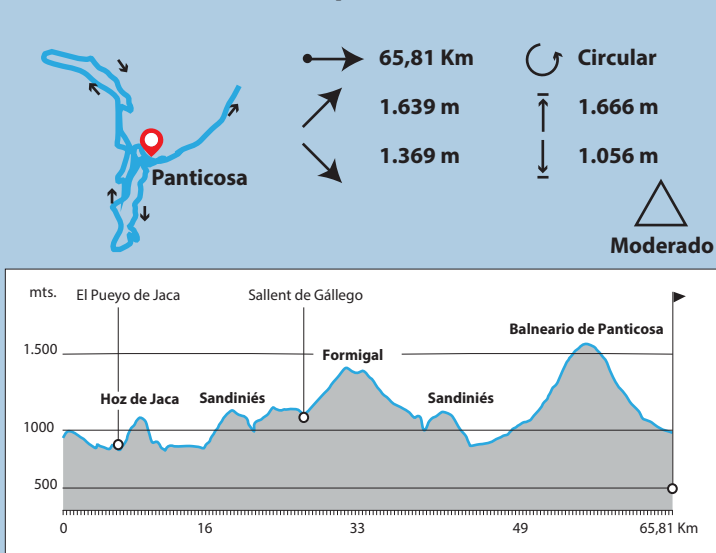 65,81 Km
Circular
1.639 m
1.666 m
1.369 m
1.056 m
Panticosa
Moderado
mts.
El Pueyo de Jaca
Sallent de Gállego
Balneario de Panticosa
1.500
Formigal
Hoz de Jaca
Sandiniés
Sandiniés
1000
500
0
16
33
49
65,81 Km